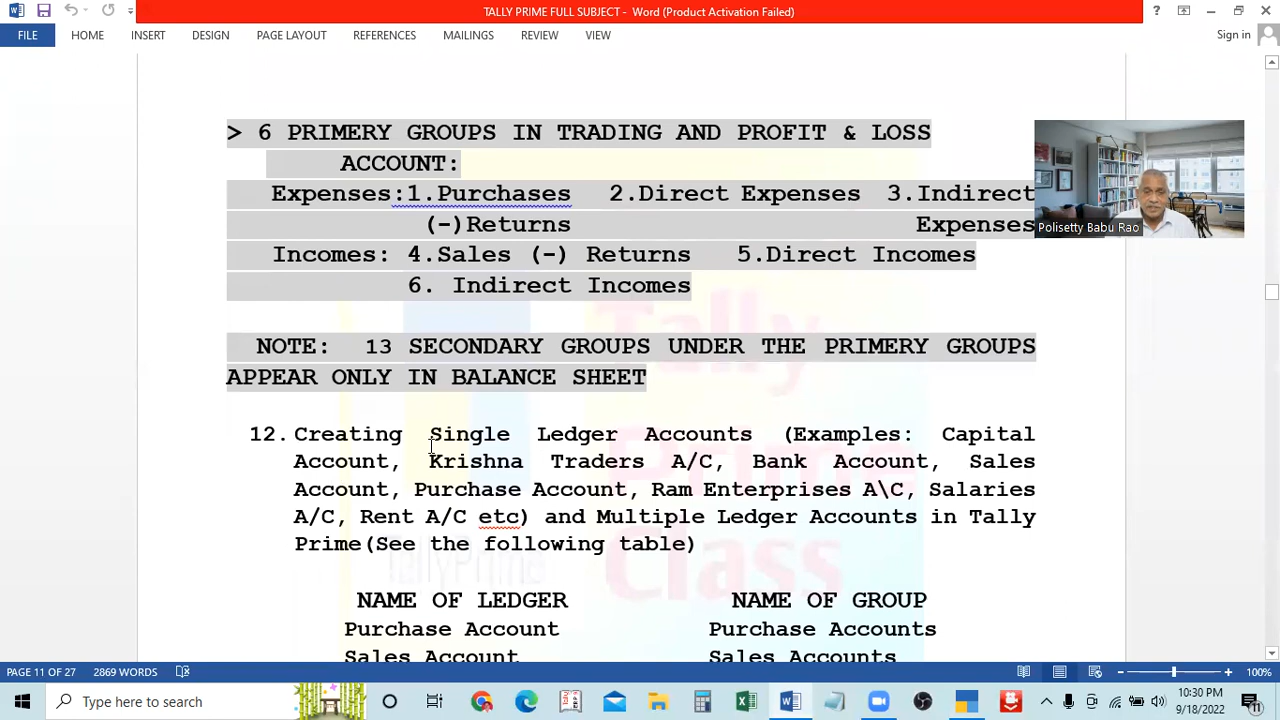 TALLY PRIME FULL SUBJECT - Word (Product Activation Failed)
FILE HOME INSERT DESIGN PAGE LAYOUT REFERENCES MAILINGS REVIEW VIEW Sign in
> 6 PRIMERY GROUPS IN TRADING AND PROFIT & LOSS
ACCOUNT:
Expenses:1.Purchases 2.Direct Expenses 3.Indirect
(-)Returns Expenses
Incomes: 4.Sales (-) Returns 5.Direct Incomes
6. Indirect Incomes
Polisetty Babu Rao
NOTE: 13 SECONDARY GROUPS UNDER THE PRIMERY GROUPS
APPEAR ONLY IN BALANCE SHEET
12. Creating Single Ledger Accounts (Examples: Capital
Account, Krishna Traders A/C, Bank Account, Sales
Account, Purchase Account, Ram Enterprises A\C, Salaries
A/C, Rent A/C etc) and Multiple Ledger Accounts in Tally
Prime(See the following table)
NAME OF LEDGER NAME OF GROUP
Purchase Account Purchase Accounts
Sales Account Sales Accounts
Tally
Prime
Class
TallyPrime
PAGE 11 OF 27 2869 WORDS 100%
Type here to search
10:30 PM
9/18/2022